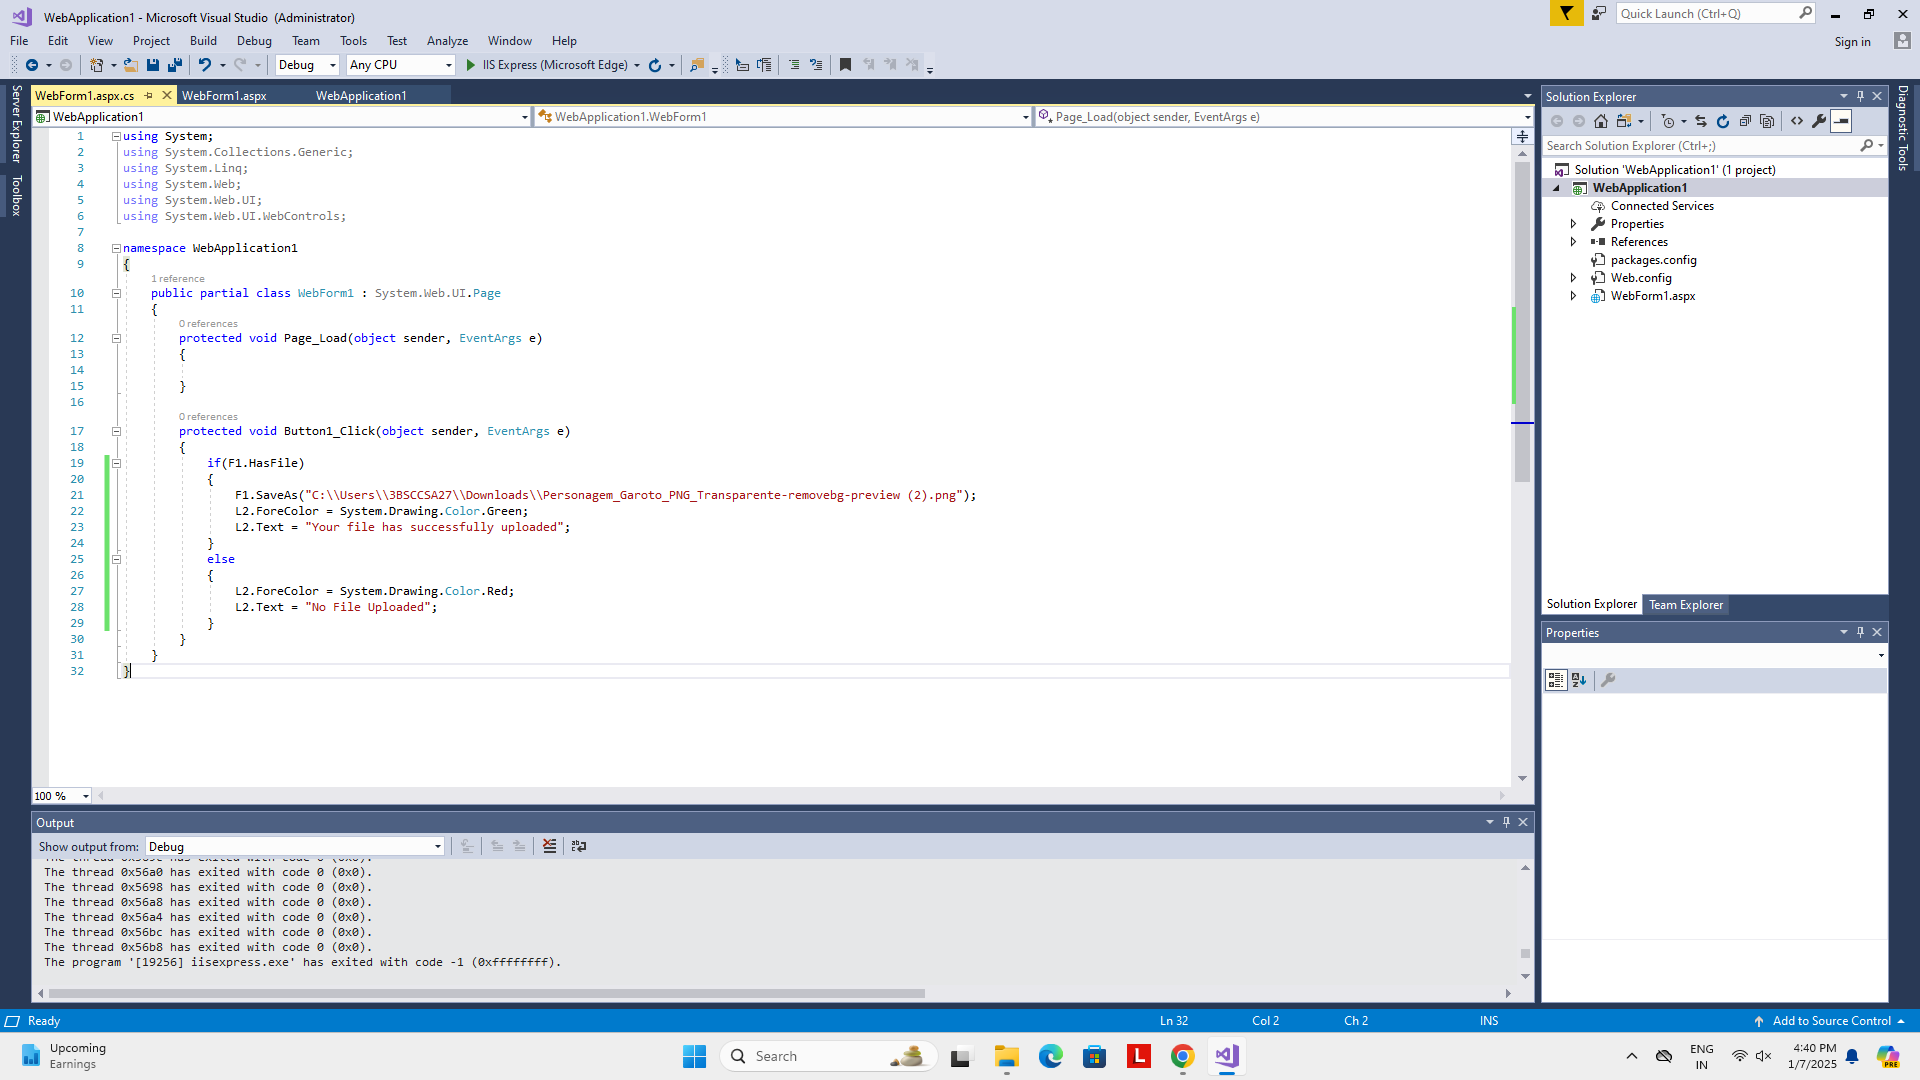 WebApplication1 - Microsoft Visual Studio (Administrator)
Quick Launch (Ctrl+Q)
File Edit View Project Build Debug Team Tools Test Analyze Window Help
Sign in
Debug Any CPU IIS Express (Microsoft Edge)
Server Explorer
Toolbox
WebForm1.aspx.cs WebForm1.aspx WebApplication1
WebApplication1 WebApplication1.WebForm1 Page_Load(object sender, EventArgs e)
1 using System;
2 using System.Collections.Generic;
3 using System.Linq;
4 using System.Web;
5 using System.Web.UI;
6 using System.Web.UI.WebControls;
7
8 namespace WebApplication1
9 {
1 reference
10 public partial class WebForm1 : System.Web.UI.Page
11 {
0 references
12 protected void Page_Load(object sender, EventArgs e)
13 {
14
15 }
16
0 references
17 protected void Button1_Click(object sender, EventArgs e)
18 {
19 if(F1.HasFile)
20 {
21 F1.SaveAs("C:\\Users\\3BSCCSA27\\Downloads\\Personagem_Garoto_PNG_Transparente-removebg-preview (2).png");
22 L2.ForeColor = System.Drawing.Color.Green;
23 L2.Text = "Your file has successfully uploaded";
24 }
25 else
26 {
27 L2.ForeColor = System.Drawing.Color.Red;
28 L2.Text = "No File Uploaded";
29 }
30 }
31 }
32 }
100 %
Output
Show output from: Debug
The thread 0x56a0 has exited with code 0 (0x0).
The thread 0x5698 has exited with code 0 (0x0).
The thread 0x56a8 has exited with code 0 (0x0).
The thread 0x56a4 has exited with code 0 (0x0).
The thread 0x56bc has exited with code 0 (0x0).
The thread 0x56b8 has exited with code 0 (0x0).
The program '[19256] iisexpress.exe' has exited with code -1 (0xffffffff).
Solution Explorer
Search Solution Explorer (Ctrl+;)
Solution 'WebApplication1' (1 project)
WebApplication1
Connected Services
Properties
References
packages.config
Web.config
WebForm1.aspx
Solution Explorer Team Explorer
Properties
Diagnostic Tools
Ready Ln 32 Col 2 Ch 2 INS Add to Source Control
Upcoming
Earnings
Search
L
ENG
IN
4:40 PM
1/7/2025
PRE